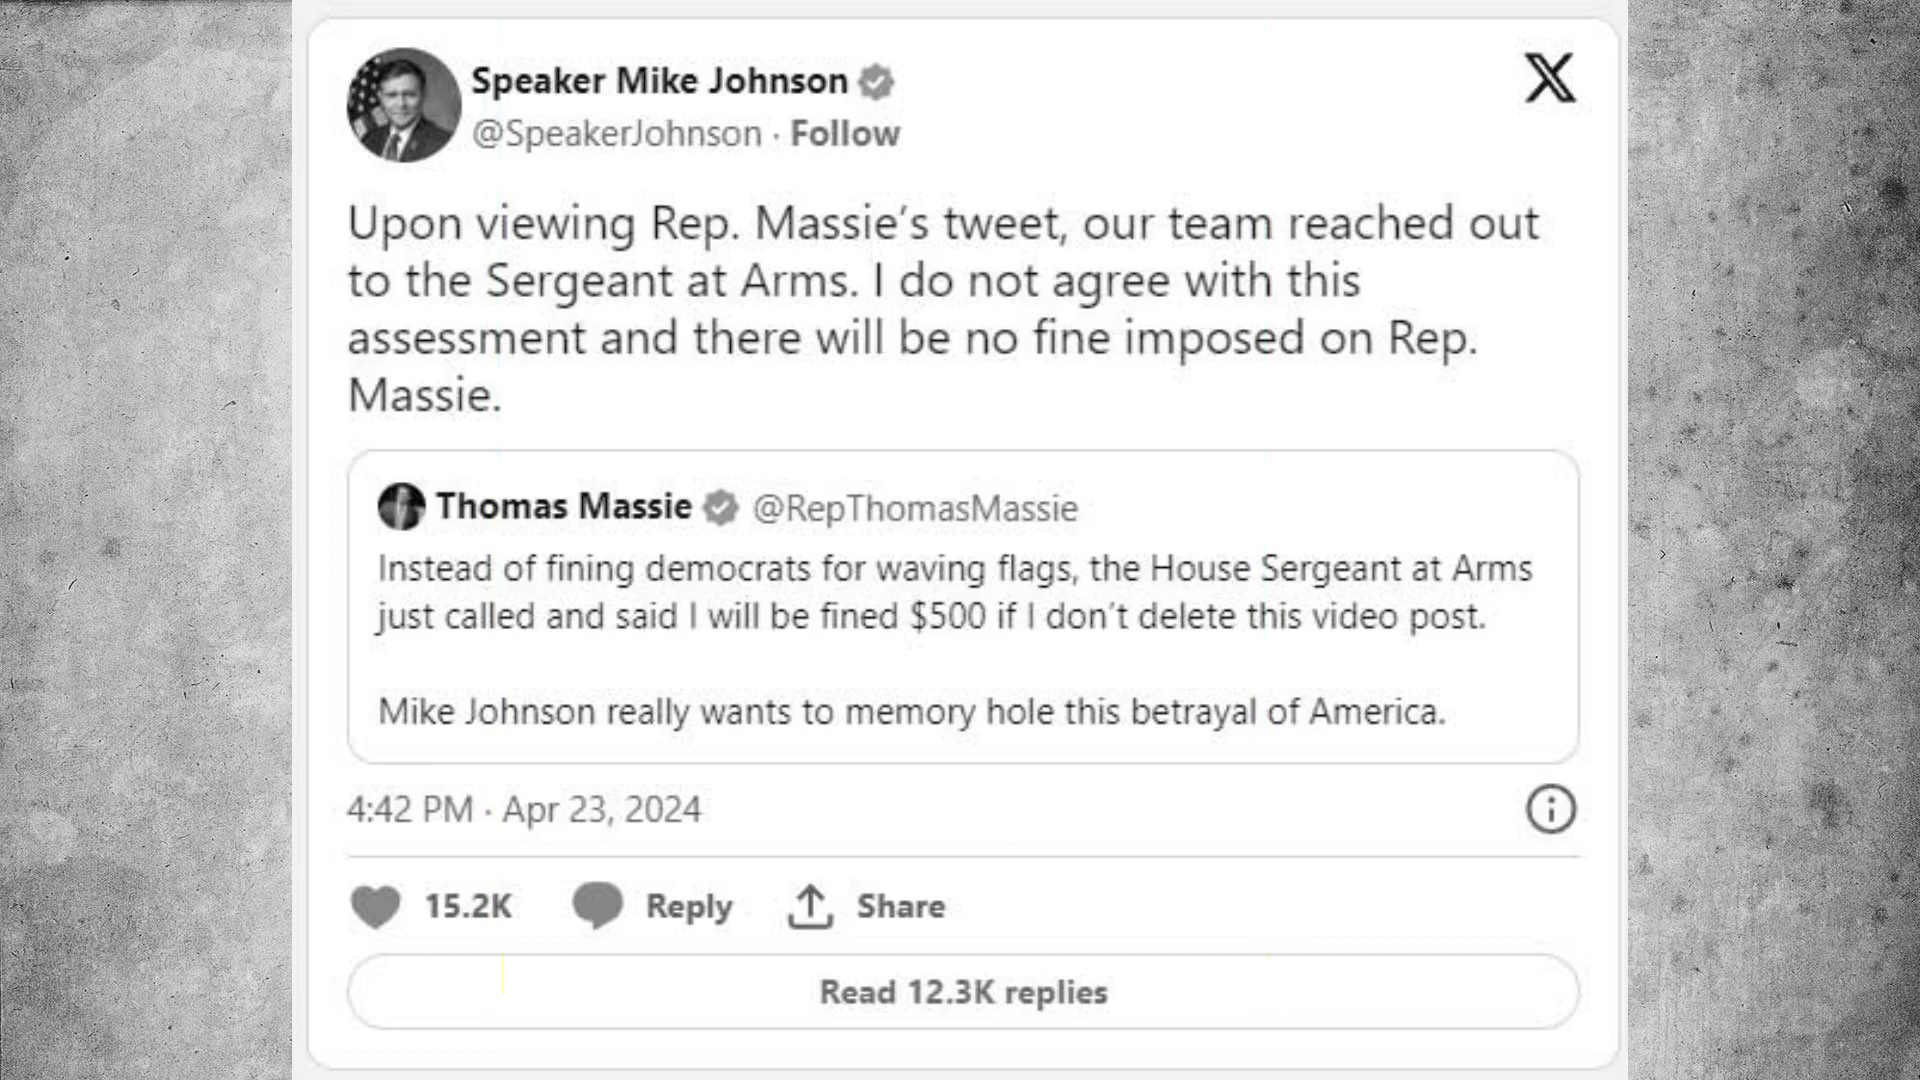 Speaker Mike Johnson
@SpeakerJohnson · Follow
Upon viewing Rep. Massie’s tweet, our team reached out
to the Sergeant at Arms. I do not agree with this
assessment and there will be no fine imposed on Rep.
Massie.
Thomas Massie @RepThomasMassie
Instead of fining democrats for waving flags, the House Sergeant at Arms
just called and said I will be fined $500 if I don’t delete this video post.
Mike Johnson really wants to memory hole this betrayal of America.
4:42 PM · Apr 23, 2024
15.2K Reply Share
Read 12.3K replies